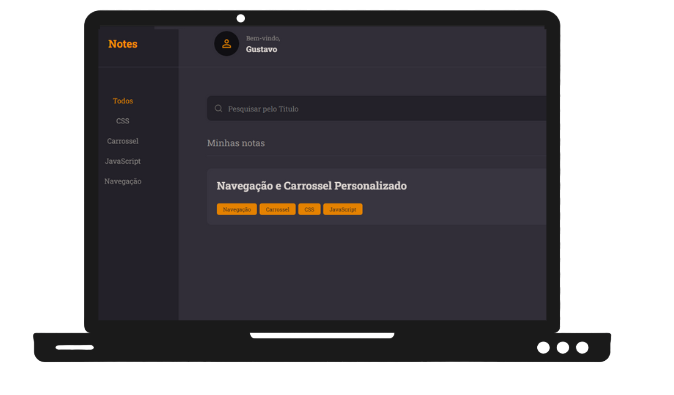 Notes
Bem-vindo,
Gustavo
Todos
CSS
Carrossel
JavaScript
Navegação
Pesquisar pelo Título
Minhas notas
Navegação e Carrossel Personalizado
Navegação Carrossel CSS JavaScript